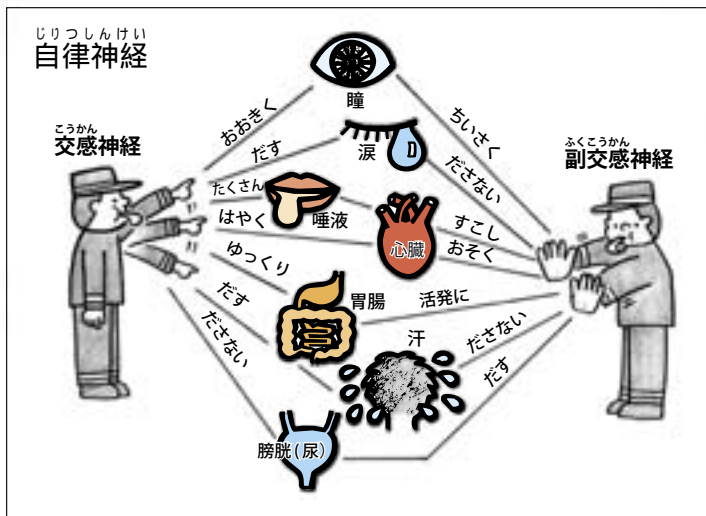 じりつしんけい
自律神経
こうかん
交感神経
ふくこうかん
副交感神経
瞳
おおきく
ちいさく
涙
だす
ださない
唾液
たくさん
すこし
心臓
はやく
おそく
胃腸
ゆっくり
活発に
汗
だす
ださない
膀胱(尿)
ださない
だす